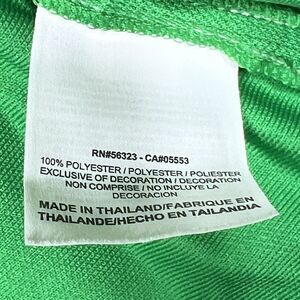 RN#56323 - CA#05553
100% POLYESTER / POLYESTER / POLIESTER
EXCLUSIVE OF DECORATION / DECORATION
NON COMPRISE / NO INCLUYE LA
DECORACION
MADE IN THAILAND/FABRIQUE EN
THAILANDE/HECHO EN TAILANDIA